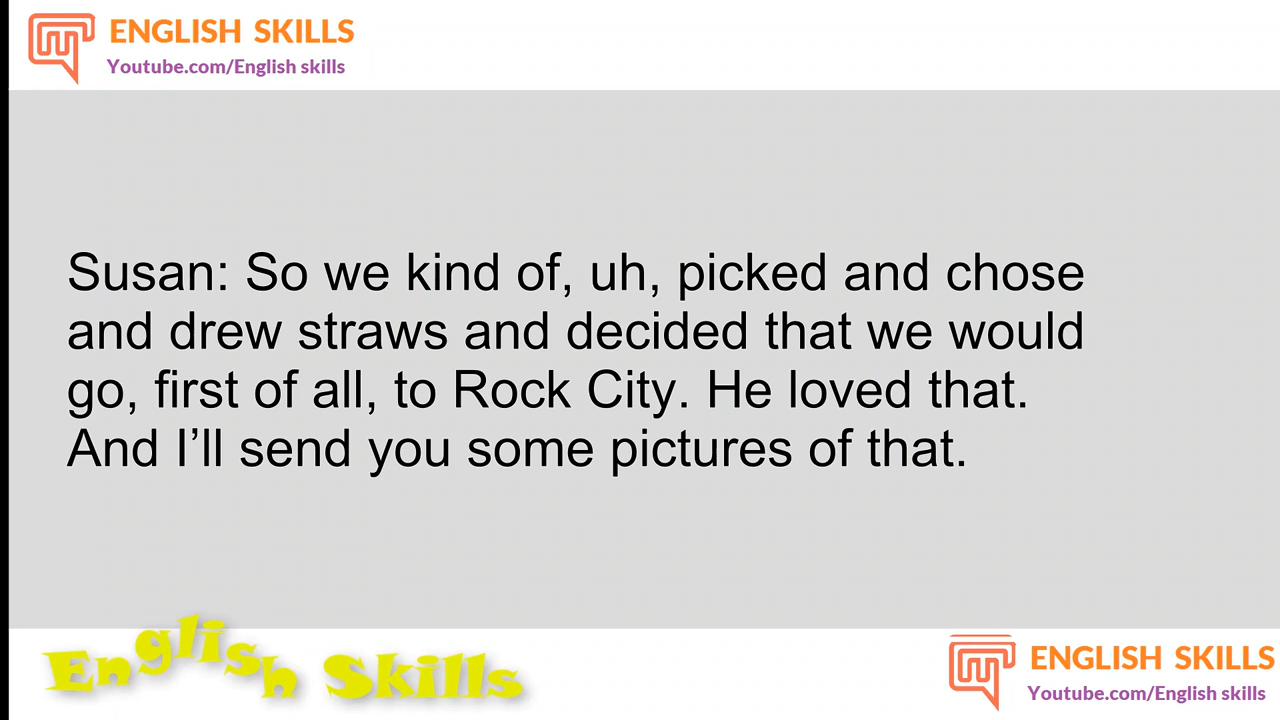 ENGLISH SKILLS
Youtube.com/English skills
Susan: So we kind of, uh, picked and chose
and drew straws and decided that we would
go, first of all, to Rock City. He loved that.
And I’ll send you some pictures of that.
English Skills
ENGLISH SKILLS
Youtube.com/English skills